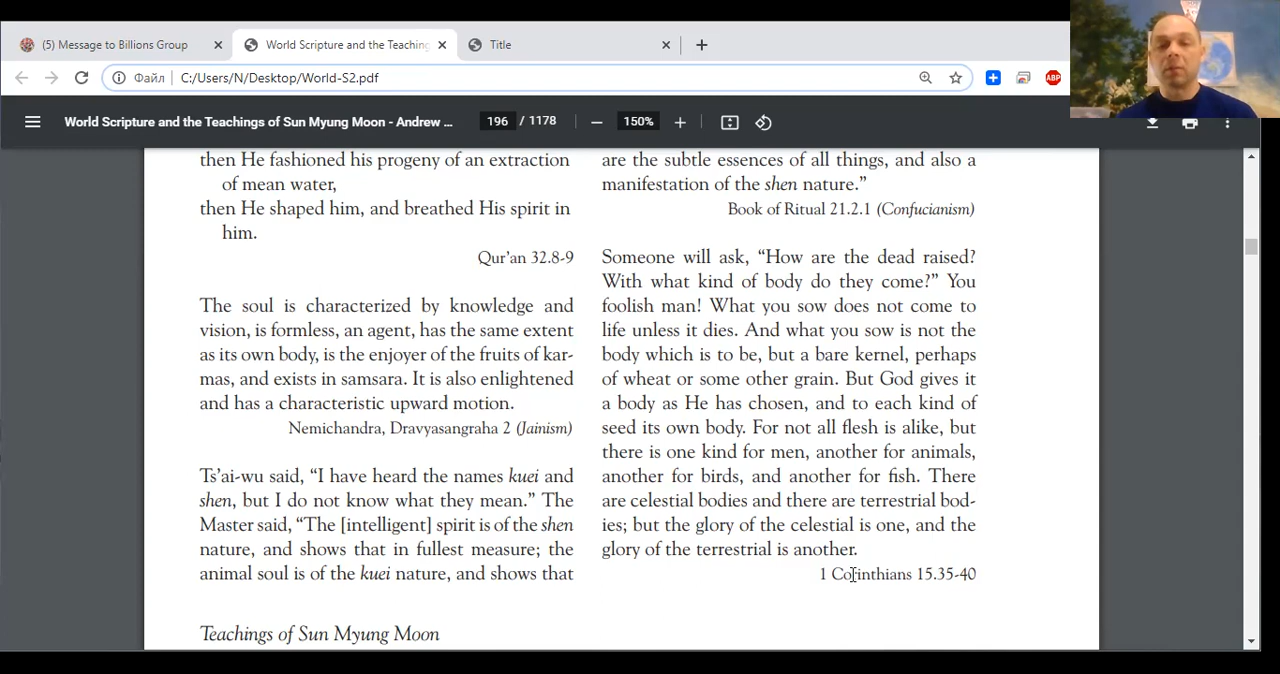 (5) Message to Billions Group
World Scripture and the Teaching
Title
Файл
C:/Users/N/Desktop/World-S2.pdf
ABP
World Scripture and the Teachings of Sun Myung Moon - Andrew ...
196 / 1178
150%
then He fashioned his progeny of an extraction
of mean water,
then He shaped him, and breathed His spirit in
him.
Qur’an 32.8-9
The soul is characterized by knowledge and
vision, is formless, an agent, has the same extent
as its own body, is the enjoyer of the fruits of kar-
mas, and exists in samsara. It is also enlightened
and has a characteristic upward motion.
Nemichandra, Dravyasangraha 2 (Jainism)
Ts’ai-wu said, “I have heard the names kuei and
shen, but I do not know what they mean.” The
Master said, “The [intelligent] spirit is of the shen
nature, and shows that in fullest measure; the
animal soul is of the kuei nature, and shows that
are the subtle essences of all things, and also a
manifestation of the shen nature.”
Book of Ritual 21.2.1 (Confucianism)
Someone will ask, “How are the dead raised?
With what kind of body do they come?” You
foolish man! What you sow does not come to
life unless it dies. And what you sow is not the
body which is to be, but a bare kernel, perhaps
of wheat or some other grain. But God gives it
a body as He has chosen, and to each kind of
seed its own body. For not all flesh is alike, but
there is one kind for men, another for animals,
another for birds, and another for fish. There
are celestial bodies and there are terrestrial bod-
ies; but the glory of the celestial is one, and the
glory of the terrestrial is another.
1 Corinthians 15.35-40
Teachings of Sun Myung Moon